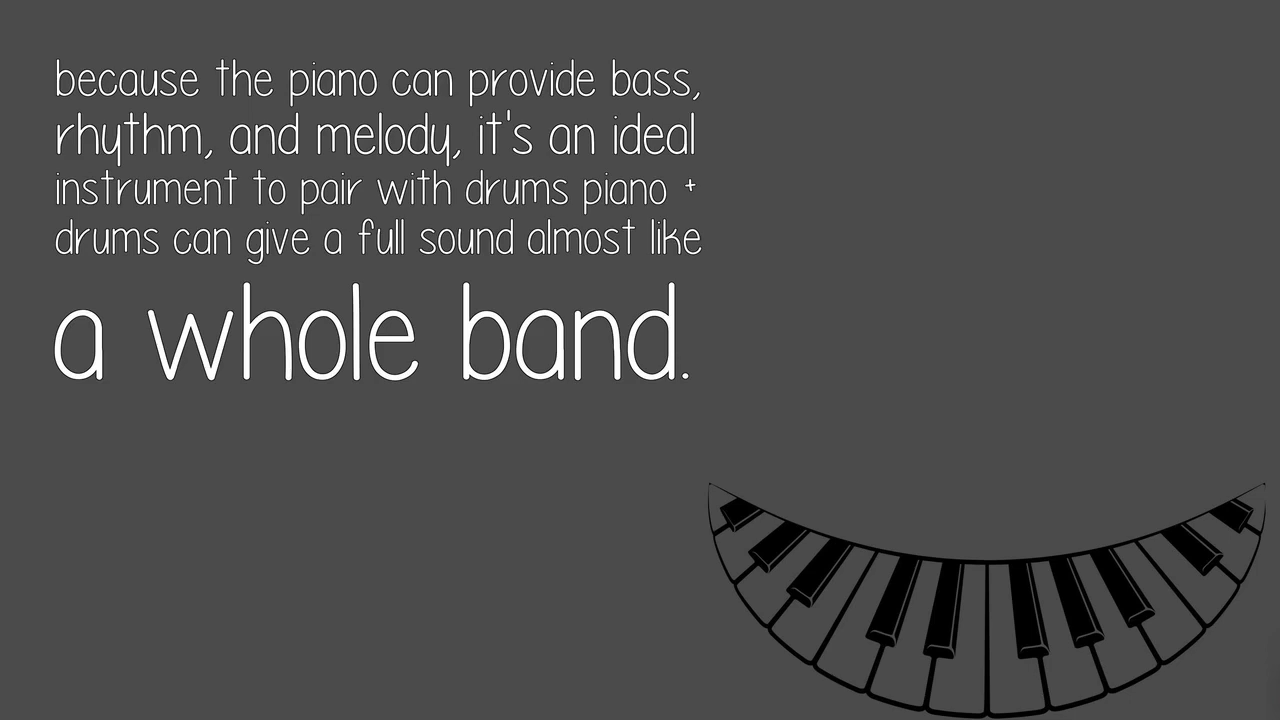 because the piano can provide bass,
rhythm, and melody, it's an ideal
instrument to pair with drums piano +
drums can give a full sound almost like
a whole band.